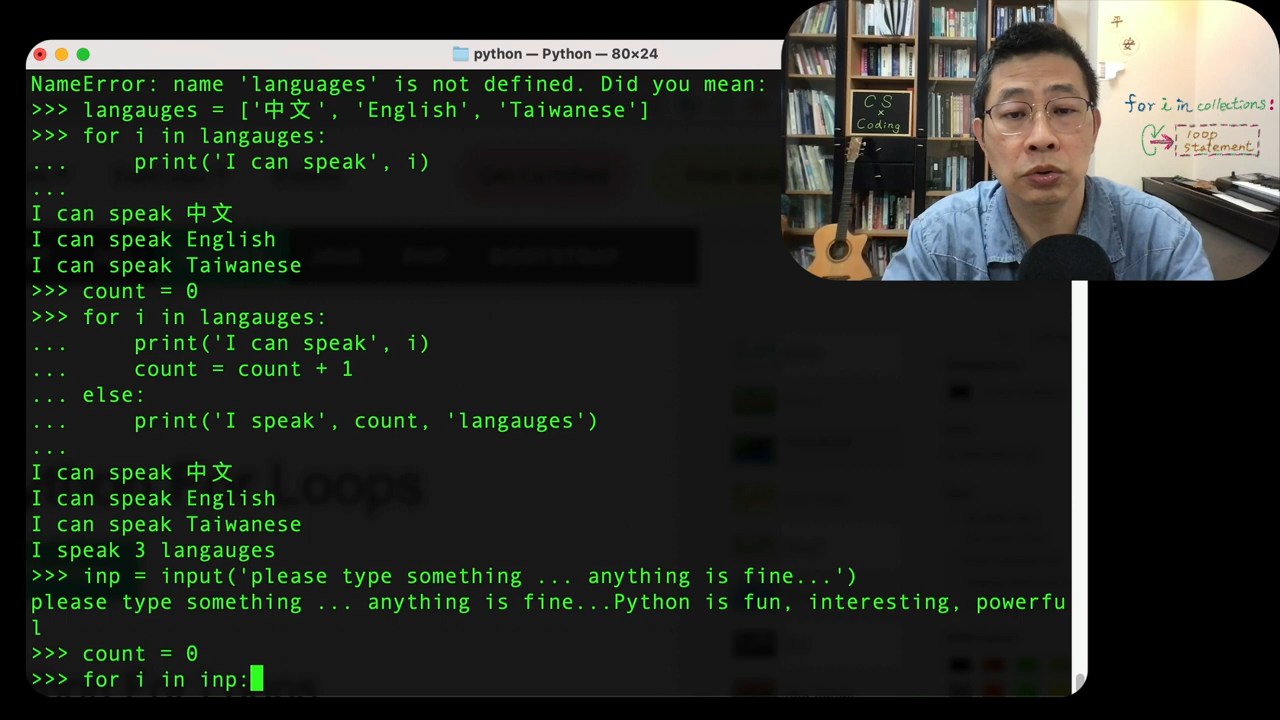 python — Python — 80×24
NameError: name 'languages' is not defined. Did you mean:
>>> langauges = ['中文', 'English', 'Taiwanese']
>>> for i in langauges:
...     print('I can speak', i)
...
I can speak 中文
I can speak English
I can speak Taiwanese
>>> count = 0
>>> for i in langauges:
...     print('I can speak', i)
...     count = count + 1
... else:
...     print('I speak', count, 'langauges')
...
I can speak 中文
I can speak English
I can speak Taiwanese
I speak 3 langauges
>>> inp = input('please type something ... anything is fine...')
please type something ... anything is fine...Python is fun, interesting, powerfu
l
>>> count = 0
>>> for i in inp:
CS
×
Coding
平
安
for i in collections:
loop
statement
Loops